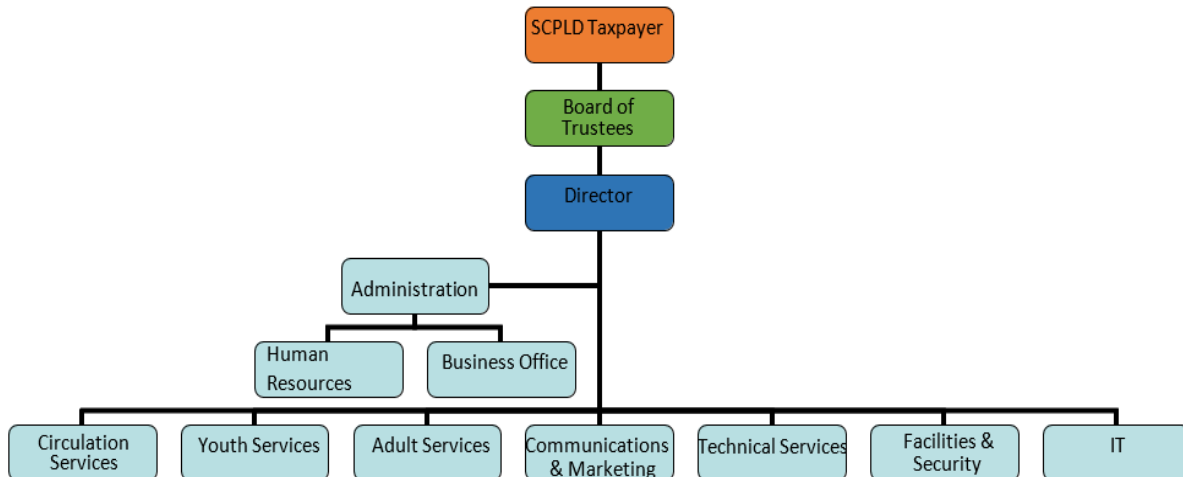 SCPLD Taxpayer
Board of
Trustees
Director
Administration
Human
Resources
Business Office
Circulation
Services
Youth Services
Adult Services
Communications
& Marketing
Technical Services
Facilities &
Security
IT